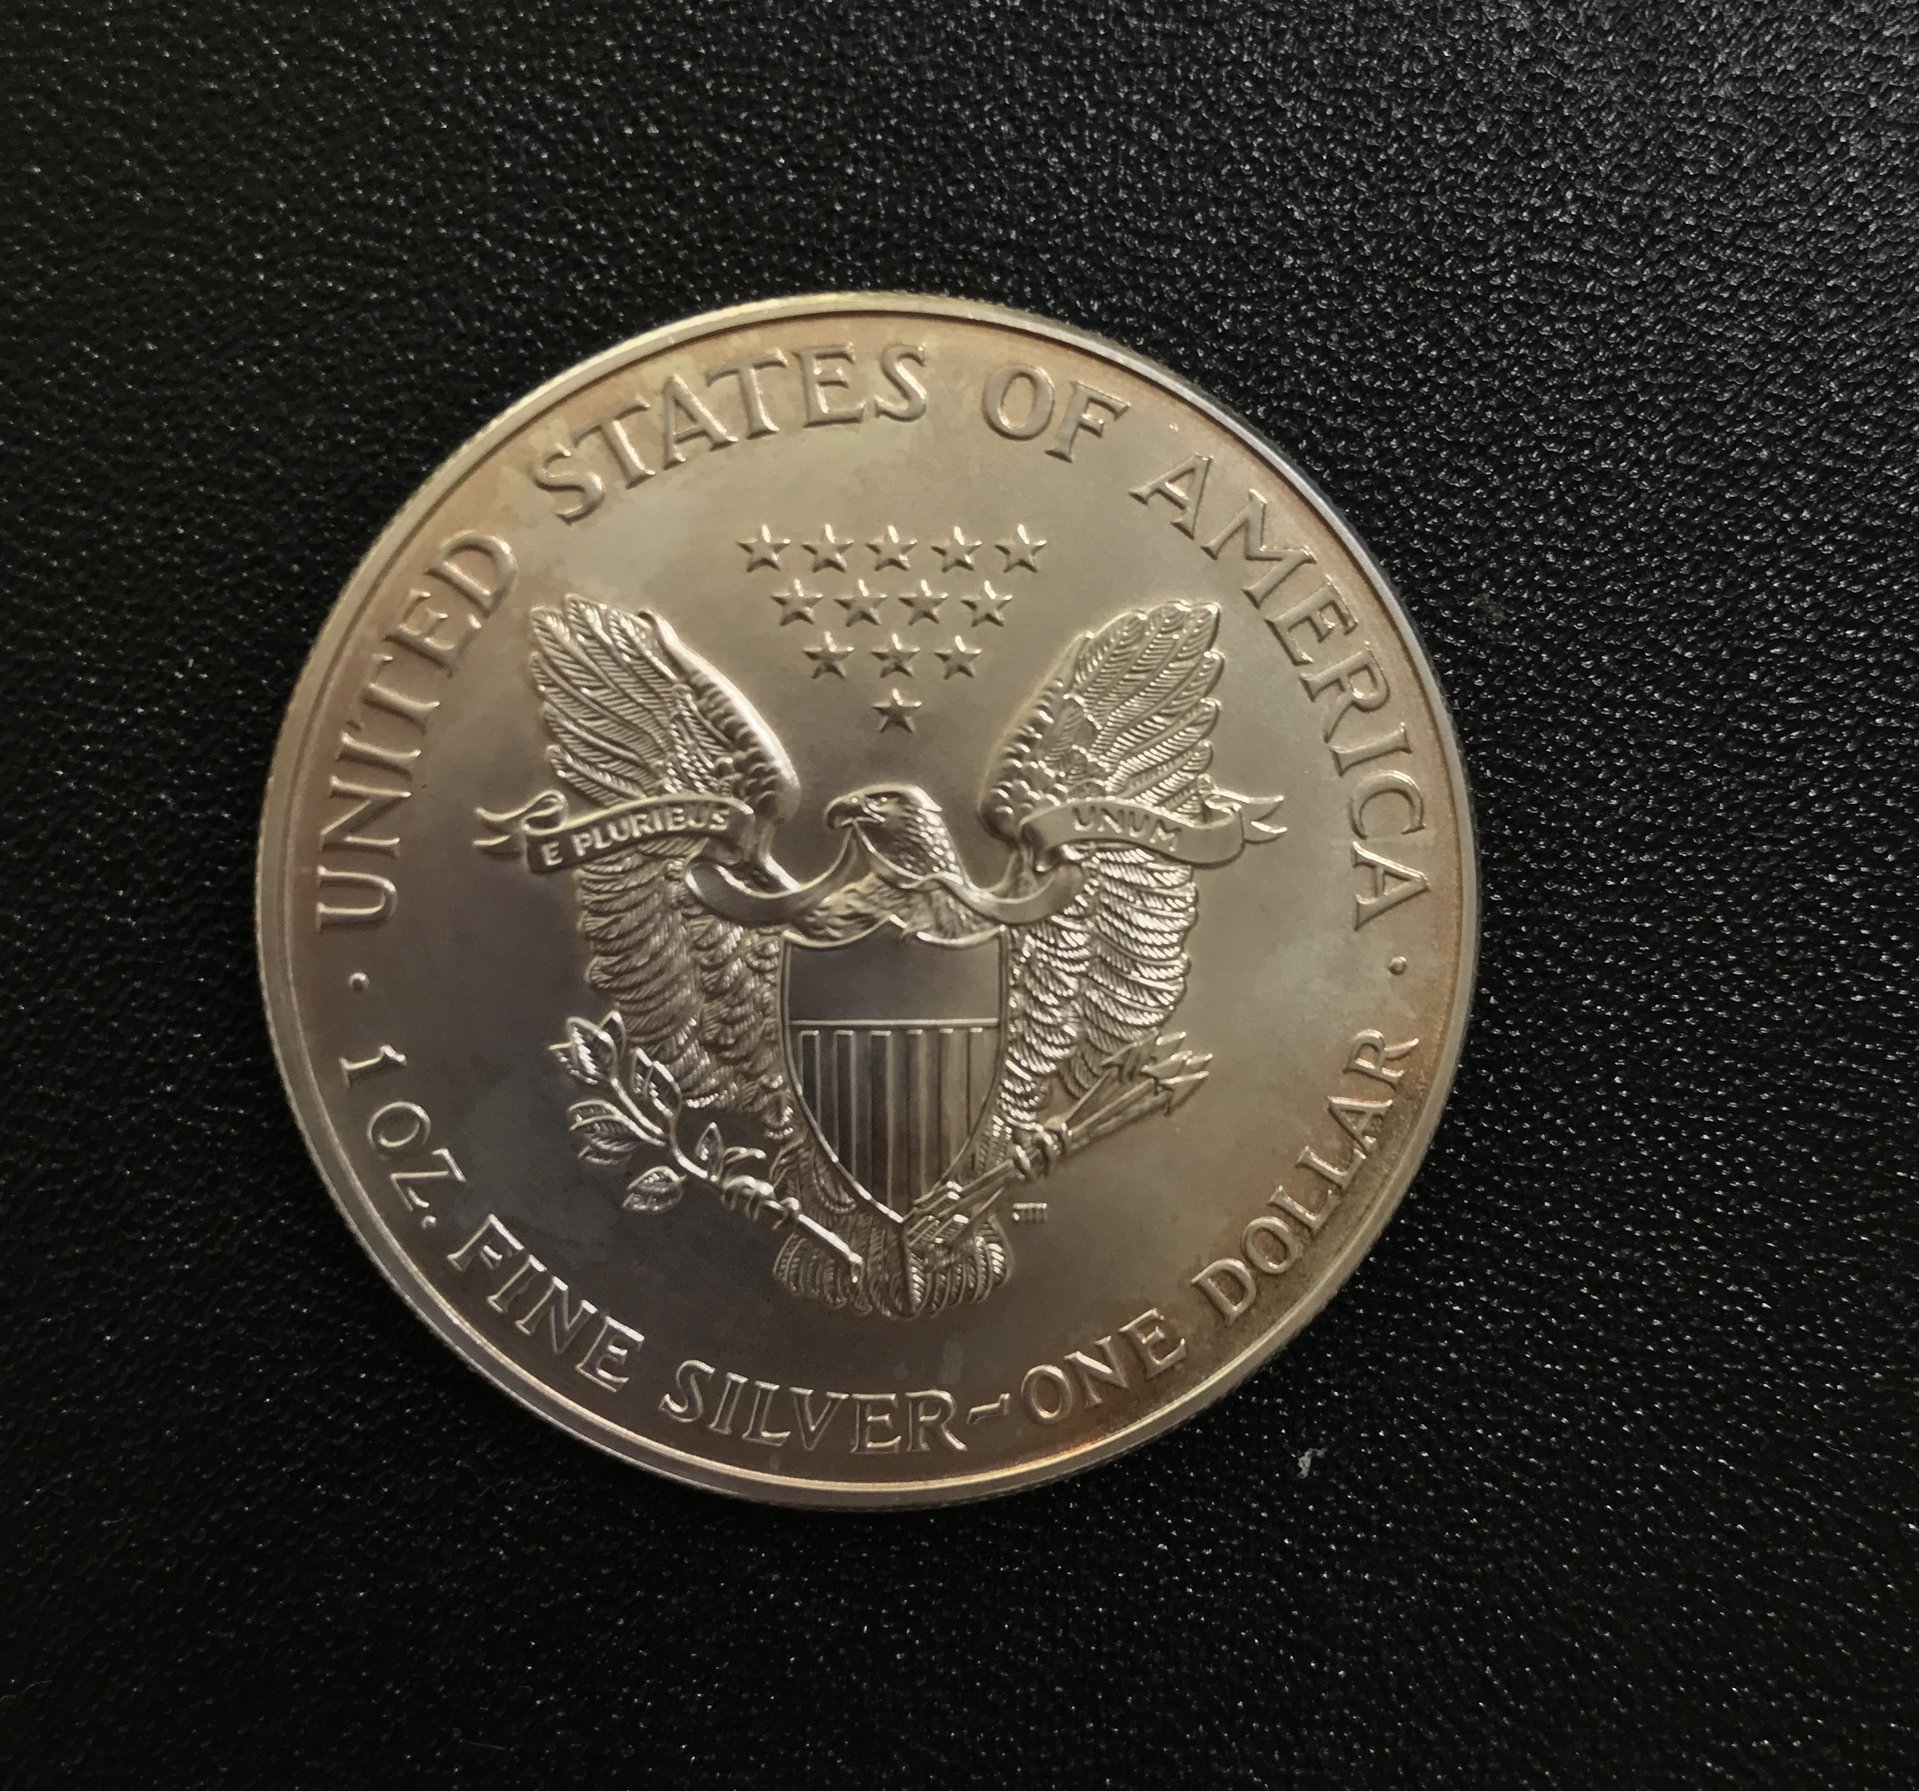 UNITED STATES OF AMERICA
E PLURIBUS UNUM
1 OZ. FINE SILVER~ONE DOLLAR